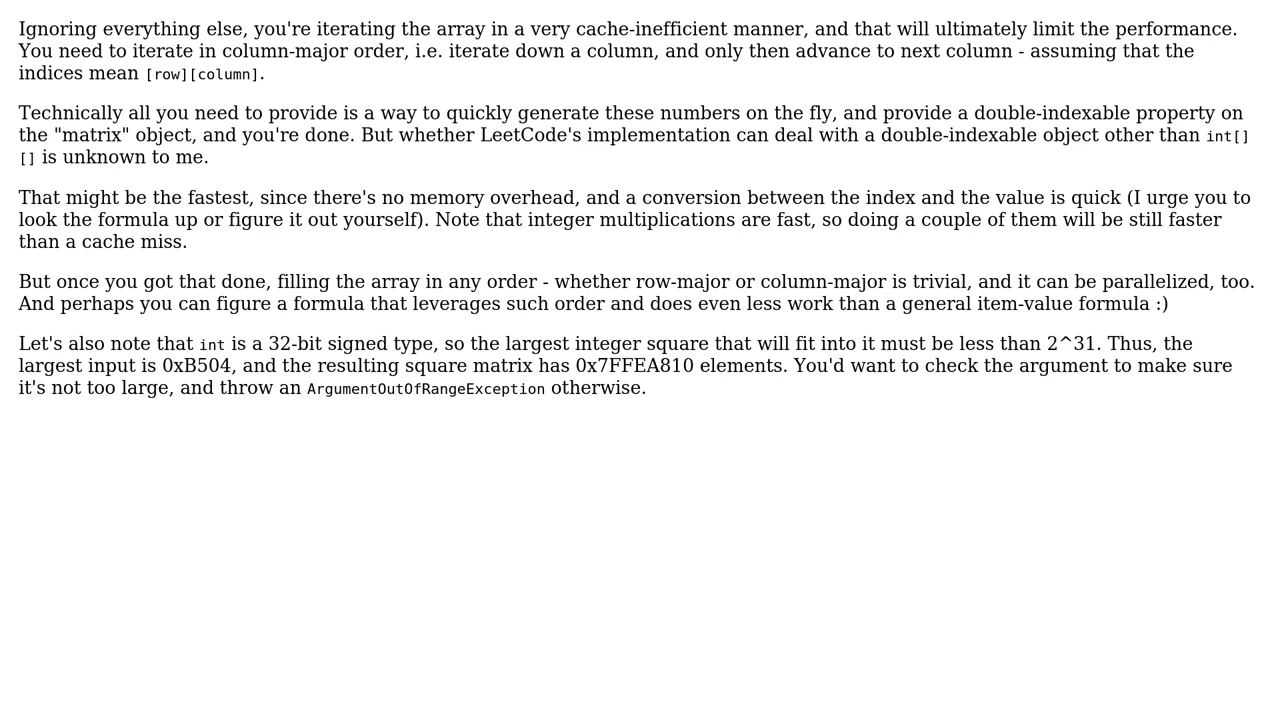 Ignoring everything else, you're iterating the array in a very cache-inefficient manner, and that will ultimately limit the performance.
You need to iterate in column-major order, i.e. iterate down a column, and only then advance to next column - assuming that the
indices mean [row][column].
Technically all you need to provide is a way to quickly generate these numbers on the fly, and provide a double-indexable property on
the "matrix" object, and you're done. But whether LeetCode's implementation can deal with a double-indexable object other than int[]
[] is unknown to me.
That might be the fastest, since there's no memory overhead, and a conversion between the index and the value is quick (I urge you to
look the formula up or figure it out yourself). Note that integer multiplications are fast, so doing a couple of them will be still faster
than a cache miss.
But once you got that done, filling the array in any order - whether row-major or column-major is trivial, and it can be parallelized, too.
And perhaps you can figure a formula that leverages such order and does even less work than a general item-value formula :)
Let's also note that int is a 32-bit signed type, so the largest integer square that will fit into it must be less than 2^31. Thus, the
largest input is 0xB504, and the resulting square matrix has 0x7FFEA810 elements. You'd want to check the argument to make sure
it's not too large, and throw an ArgumentOutOfRangeException otherwise.